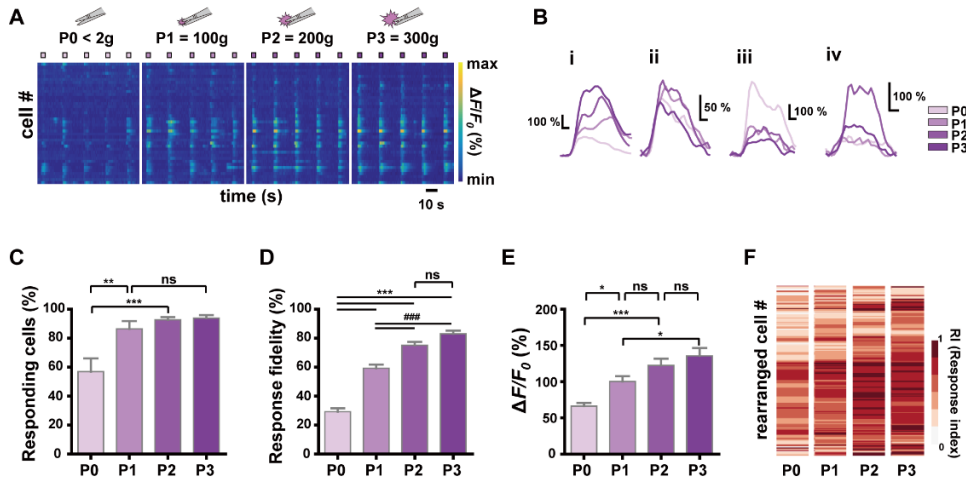 A
P0 < 2g
P1 = 100g
P2 = 200g
P3 = 300g
cell #
max
ΔF/F0 (%)
min
time (s)
10 s
B
i
ii
iii
iv
100 %
50 %
100 %
100 %
P0
P1
P2
P3
C
Responding cells (%)
** ns
***
100
80
60
40
20
0
P0 P1 P2 P3
D
Response fidelity (%)
ns
***
###
100
80
60
40
20
0
P0 P1 P2 P3
E
ΔF/F0 (%)
* ns ns
***
*
200
150
100
50
0
P0 P1 P2 P3
F
rearranged cell #
P0 P1 P2 P3
1
RI (Response index)
0